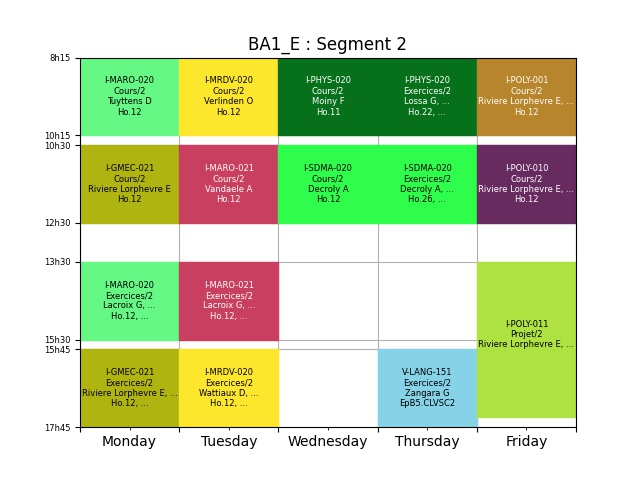 BA1_E : Segment 2
8h15
10h15
10h30
12h30
13h30
15h30
15h45
17h45
I-MARO-020
Cours/2
Tuyttens D
Ho.12
I-MRDV-020
Cours/2
Verlinden O
Ho.12
I-PHYS-020
Cours/2
Moiny F
Ho.11
I-PHYS-020
Exercices/2
Lossa G, ...
Ho.22, ...
I-POLY-001
Cours/2
Riviere Lorphevre E, ...
Ho.12
I-GMEC-021
Cours/2
Riviere Lorphevre E
Ho.12
I-MARO-021
Cours/2
Vandaele A
Ho.12
I-SDMA-020
Cours/2
Decroly A
Ho.12
I-SDMA-020
Exercices/2
Decroly A, ...
Ho.26, ...
I-POLY-010
Cours/2
Riviere Lorphevre E, ...
Ho.12
I-MARO-020
Exercices/2
Lacroix G, ...
Ho.12, ...
I-MARO-021
Exercices/2
Lacroix G, ...
Ho.12, ...
I-POLY-011
Projet/2
Riviere Lorphevre E, ...
I-GMEC-021
Exercices/2
Riviere Lorphevre E, ...
Ho.12, ...
I-MRDV-020
Exercices/2
Wattiaux D, ...
Ho.12, ...
V-LANG-151
Exercices/2
Zangara G
EpB5.CLVSC2
Monday
Tuesday
Wednesday
Thursday
Friday